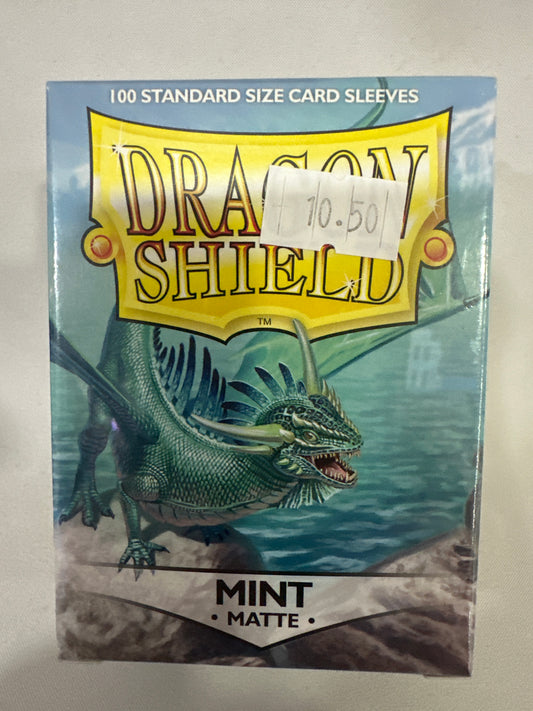 100 STANDARD SIZE CARD SLEEVES
DRAGON
10.50
SHIELD
TM
MINT
• MATTE •